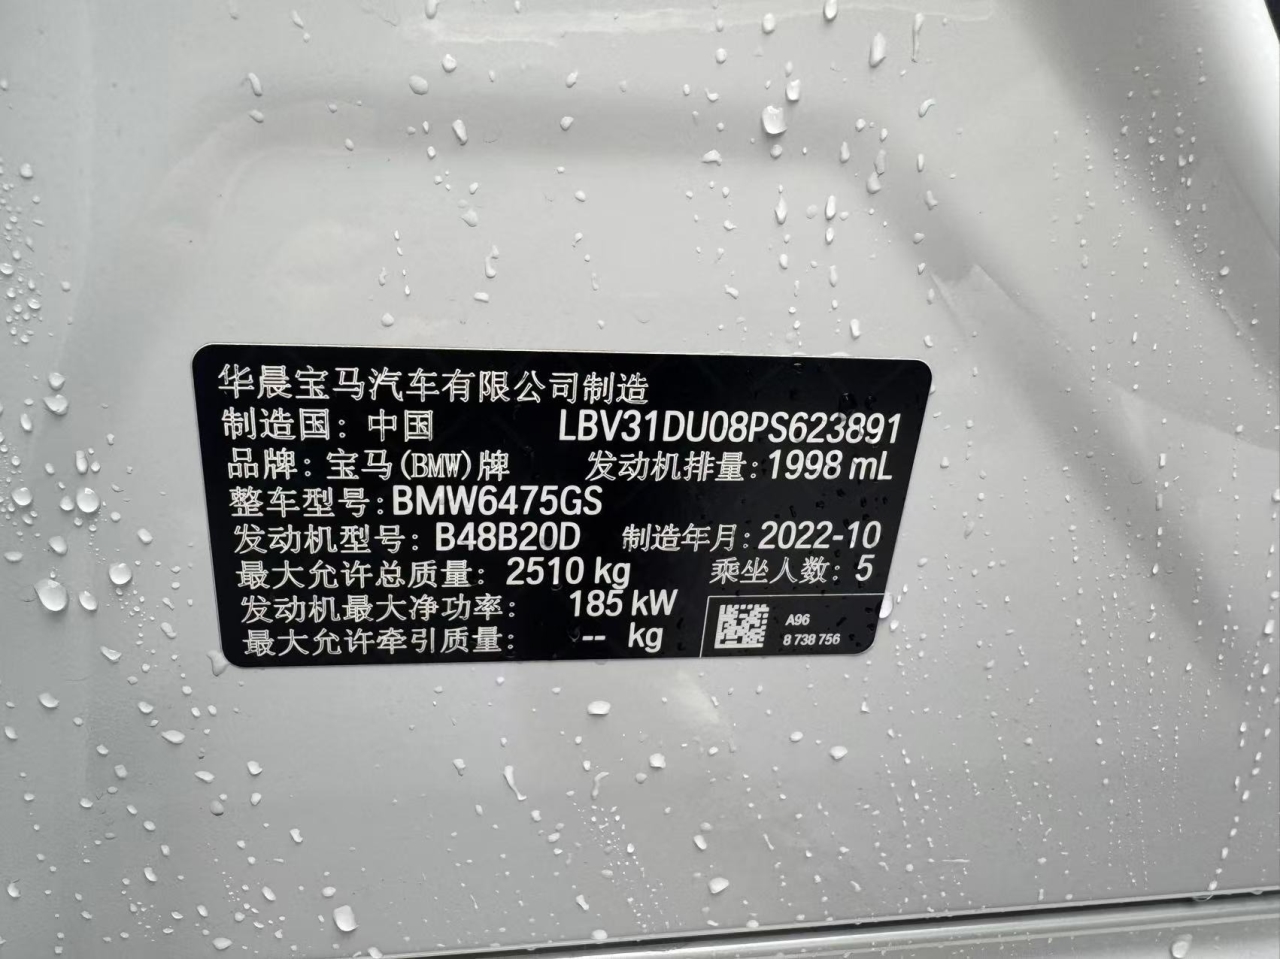 华晨宝马汽车有限公司制造
制造国：中国 LBV31DU08PS623891
品牌：宝马(BMW)牌 发动机排量：1998 mL
整车型号：BMW6475GS
发动机型号：B48B20D 制造年月：2022-10
最大允许总质量：2510 kg 乘坐人数：5
发动机最大净功率：185 kW
最大允许牵引质量：-- kg
A96
8 738 756